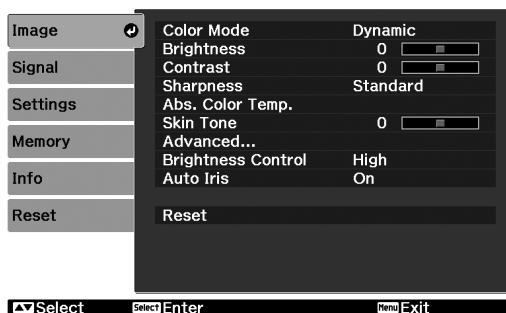 Image
Signal
Settings
Memory
Info
Reset
Color Mode Dynamic
Brightness 0
Contrast 0
Sharpness Standard
Abs. Color Temp.
Skin Tone 0
Advanced...
Brightness Control High
Auto Iris On
Reset
Select Select Enter Menu Exit